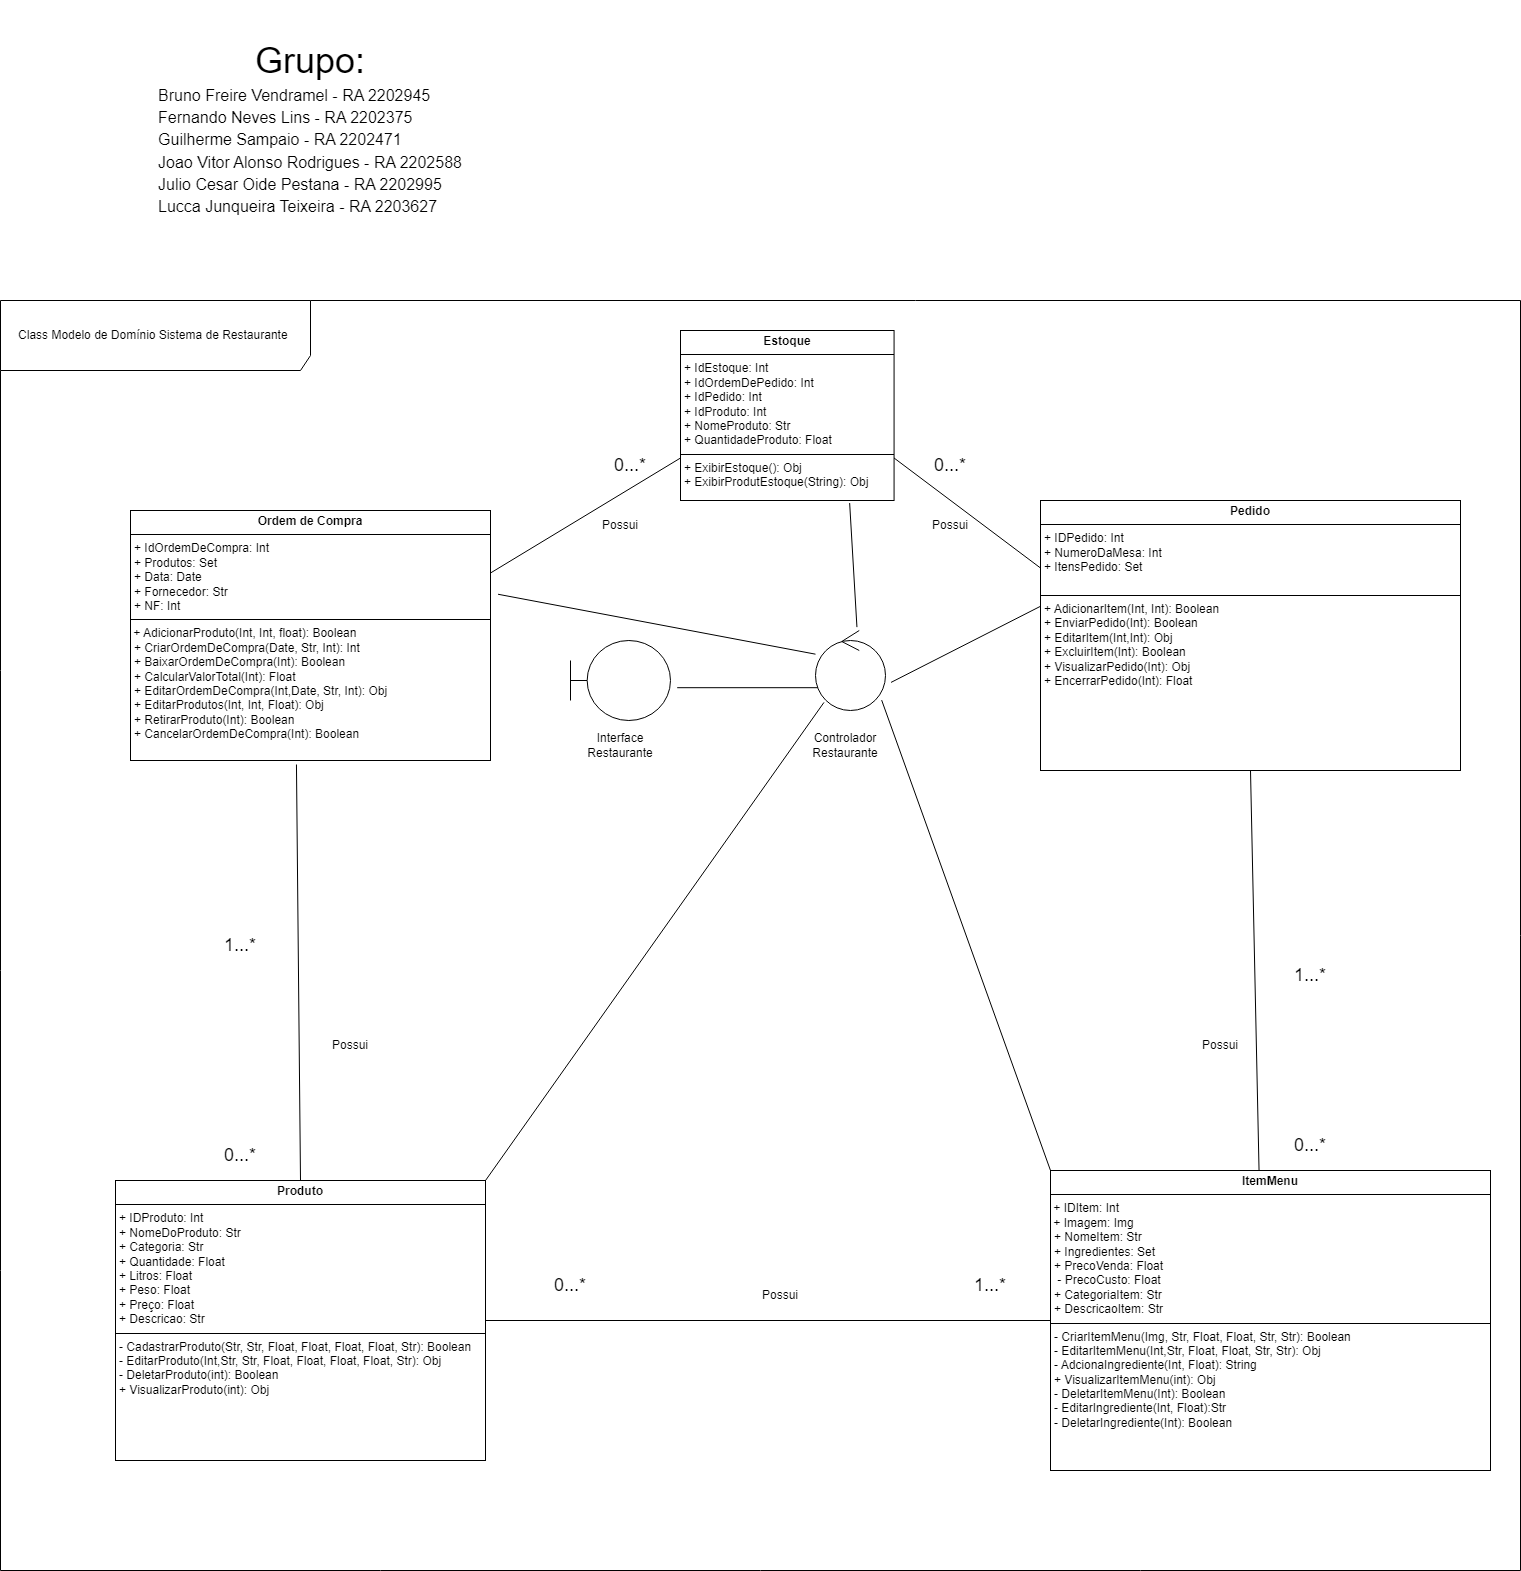 Grupo:
Bruno Freire Vendramel - RA 2202945
Fernando Neves Lins - RA 2202375
Guilherme Sampaio - RA 2202471
Joao Vitor Alonso Rodrigues - RA 2202588
Julio Cesar Oide Pestana - RA 2202995
Lucca Junqueira Teixeira - RA 2203627
Class Modelo de Domínio Sistema de Restaurante
Estoque
+ IdEstoque: Int
+ IdOrdemDePedido: Int
+ IdPedido: Int
+ IdProduto: Int
+ NomeProduto: Str
+ QuantidadeProduto: Float
+ ExibirEstoque(): Obj
+ ExibirProdutEstoque(String): Obj
0...*
0...*
Possui
Possui
Ordem de Compra
+ IdOrdemDeCompra: Int
+ Produtos: Set
+ Data: Date
+ Fornecedor: Str
+ NF: Int
+ AdicionarProduto(Int, Int, float): Boolean
+ CriarOrdemDeCompra(Date, Str, Int): Int
+ BaixarOrdemDeCompra(Int): Boolean
+ CalcularValorTotal(Int): Float
+ EditarOrdemDeCompra(Int,Date, Str, Int): Obj
+ EditarProdutos(Int, Int, Float): Obj
+ RetirarProduto(Int): Boolean
+ CancelarOrdemDeCompra(Int): Boolean
Pedido
+ IDPedido: Int
+ NumeroDaMesa: Int
+ ItensPedido: Set
+ AdicionarItem(Int, Int): Boolean
+ EnviarPedido(Int): Boolean
+ EditarItem(Int,Int): Obj
+ ExcluirItem(Int): Boolean
+ VisualizarPedido(Int): Obj
+ EncerrarPedido(Int): Float
Interface
Restaurante
Controlador
Restaurante
1...*
Possui
0...*
1...*
Possui
0...*
Produto
+ IDProduto: Int
+ NomeDoProduto: Str
+ Categoria: Str
+ Quantidade: Float
+ Litros: Float
+ Peso: Float
+ Preço: Float
+ Descricao: Str
- CadastrarProduto(Str, Str, Float, Float, Float, Float, Str): Boolean
- EditarProduto(Int,Str, Str, Float, Float, Float, Float, Str): Obj
- DeletarProduto(int): Boolean
+ VisualizarProduto(int): Obj
0...*
Possui
1...*
ItemMenu
+ IDItem: Int
+ Imagem: Img
+ NomeItem: Str
+ Ingredientes: Set
+ PrecoVenda: Float
- PrecoCusto: Float
+ CategoriaItem: Str
+ DescricaoItem: Str
- CriarItemMenu(Img, Str, Float, Float, Str, Str): Boolean
- EditarItemMenu(Int,Str, Float, Float, Str, Str): Obj
- AdcionaIngrediente(Int, Float): String
+ VisualizarItemMenu(int): Obj
- DeletarItemMenu(Int): Boolean
- EditarIngrediente(Int, Float):Str
- DeletarIngrediente(Int): Boolean